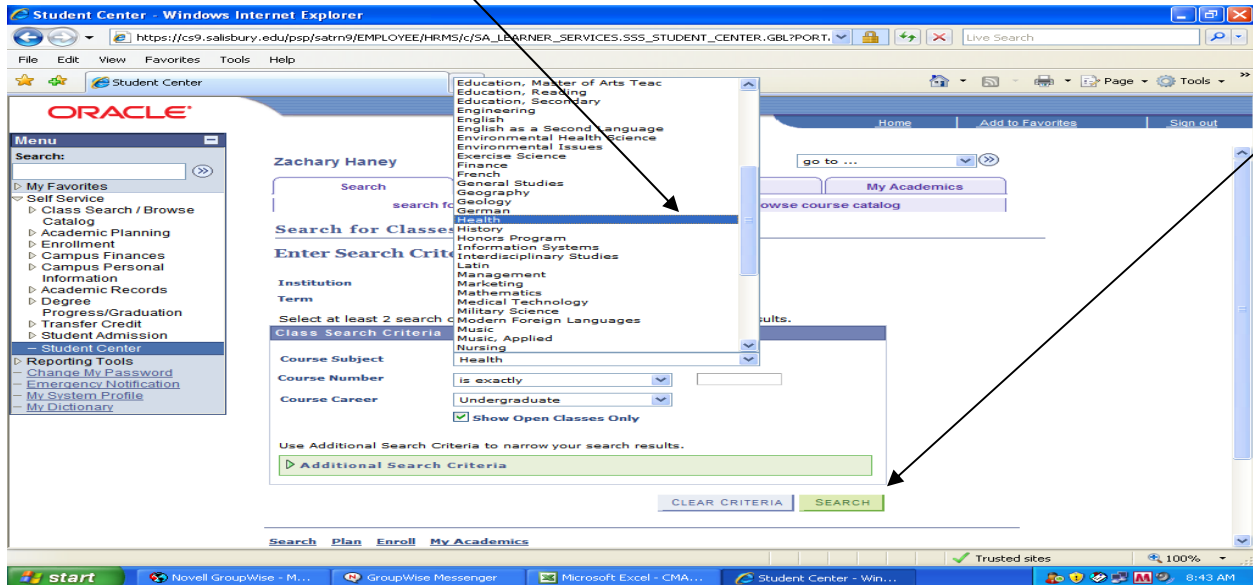 Student Center - Windows Internet Explorer
https://cs9.salisbury.edu/psp/satrn9/EMPLOYEE/HRMS/c/SA_LEARNER_SERVICES.SSS_STUDENT_CENTER.GBL?PORT.
Live Search
File Edit View Favorites Tools Help
Student Center
Page Tools
ORACLE
Home Add to Favorites Sign out
Menu
Search:
My Favorites
Self Service
Class Search / Browse
Catalog
Academic Planning
Enrollment
Campus Finances
Campus Personal
Information
Academic Records
Degree
Progress/Graduation
Transfer Credit
Student Admission
Student Center
Reporting Tools
Change My Password
Emergency Notification
My System Profile
My Dictionary
Zachary Haney
go to ...
Search
My Academics
search fo
owse course catalog
Search for Classes
Enter Search Crite
Institution
Term
Select at least 2 search c
sults.
Class Search Criteria
Education, Master of Arts Teac
Education, Reading
Education, Secondary
Engineering
English
English as a Second Language
Environmental Health Science
Environmental Issues
Exercise Science
Finance
French
General Studies
Geography
Geology
German
Health
History
Honors Program
Information Systems
Interdisciplinary Studies
Latin
Management
Marketing
Mathematics
Medical Technology
Military Science
Modern Foreign Languages
Music
Music, Applied
Nursing
Course Subject Health
Course Number is exactly
Course Career Undergraduate
Show Open Classes Only
Use Additional Search Criteria to narrow your search results.
Additional Search Criteria
CLEAR CRITERIA SEARCH
Search Plan Enroll My Academics
Trusted sites 100%
start Novell GroupWise - M... GroupWise Messenger Microsoft Excel - CMA... Student Center - Win... 8:43 AM